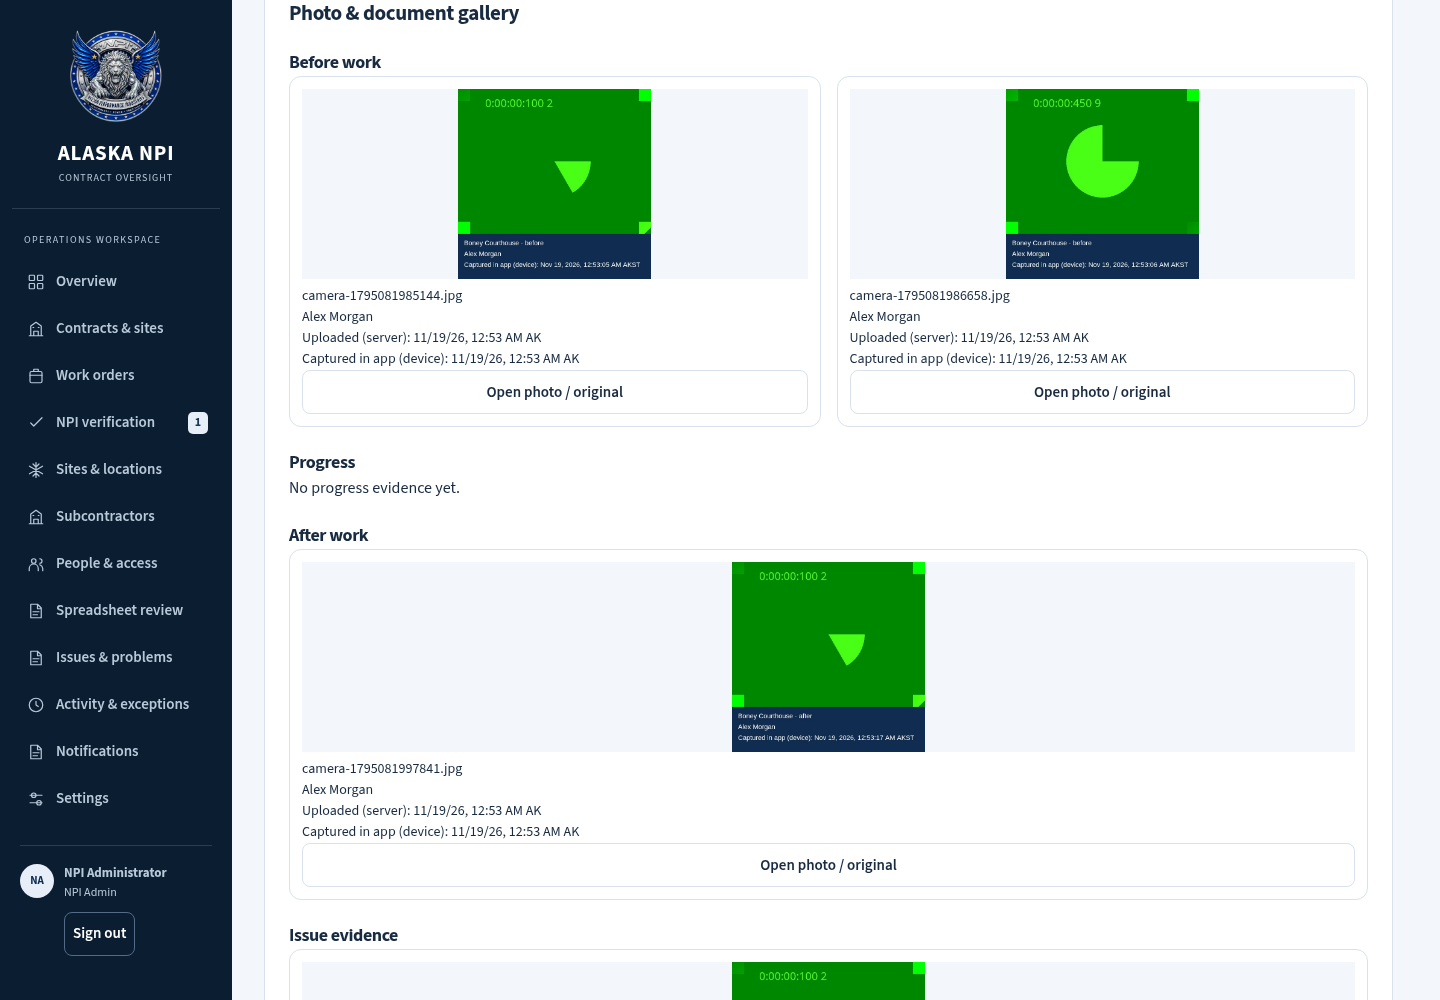 ALASKA NPI
CONTRACT OVERSIGHT
OPERATIONS WORKSPACE
Overview
Contracts & sites
Work orders
NPI verification 1
Sites & locations
Subcontractors
People & access
Spreadsheet review
Issues & problems
Activity & exceptions
Notifications
Settings
NA
NPI Administrator
NPI Admin
Sign out
Photo & document gallery
Before work
0:00:00:100 2
Boney Courthouse - before
Alex Morgan
Captured in app (device): Nov 19, 2026, 12:53:05 AM AKST
camera-1795081985144.jpg
Alex Morgan
Uploaded (server): 11/19/26, 12:53 AM AK
Captured in app (device): 11/19/26, 12:53 AM AK
Open photo / original
0:00:00:450 9
Boney Courthouse - before
Alex Morgan
Captured in app (device): Nov 19, 2026, 12:53:06 AM AKST
camera-1795081986658.jpg
Alex Morgan
Uploaded (server): 11/19/26, 12:53 AM AK
Captured in app (device): 11/19/26, 12:53 AM AK
Open photo / original
Progress
No progress evidence yet.
After work
0:00:00:100 2
Boney Courthouse - after
Alex Morgan
Captured in app (device): Nov 19, 2026, 12:53:17 AM AKST
camera-1795081997841.jpg
Alex Morgan
Uploaded (server): 11/19/26, 12:53 AM AK
Captured in app (device): 11/19/26, 12:53 AM AK
Open photo / original
Issue evidence
0:00:00:100 2